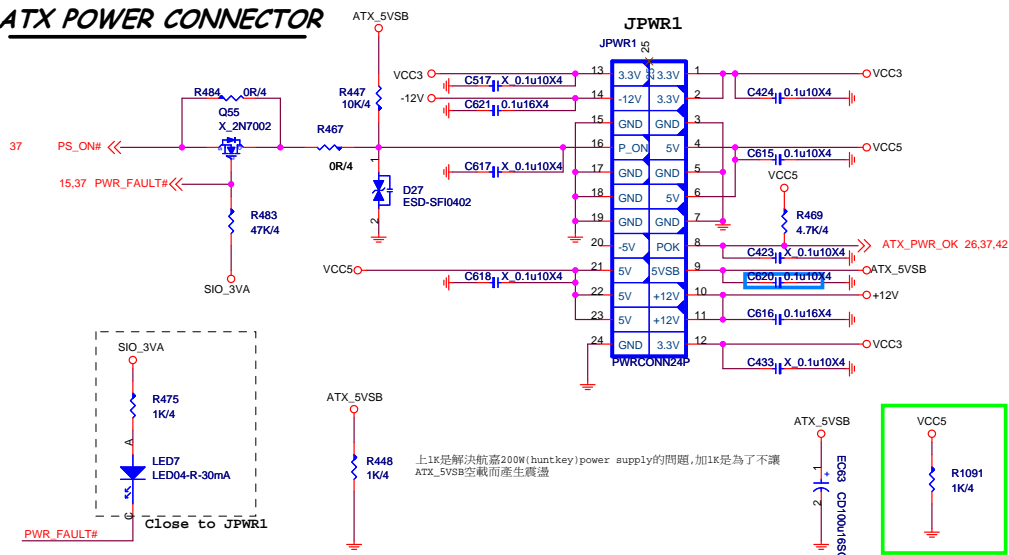 ATX POWER CONNECTOR
ATX_5VSB
JPWR1
JPWR1
25
VCC3
C517 X_0.1u10X4
13 3.3V 3.3V 1
VCC3
R484 0R/4
R447
10K/4
-12V
C621 0.1u16X4
14 -12V 3.3V 2
C424 0.1u10X4
Q55
X_2N7002
R467
15 GND GND 3
37 PS_ON#
0R/4
16 P_ON 5V 4
VCC5
C615 0.1u10X4
C617 X_0.1u10X4
17 GND GND 5
VCC5
15,37 PWR_FAULT#
1
D27
ESD-SFI0402
2
18 GND 5V 6
R483
47K/4
19 GND GND 7
R469
4.7K/4
20 -5V POK 8
ATX_PWR_OK 26,37,42
C423 X_0.1u10X4
VCC5
21 5V 5VSB 9
ATX_5VSB
SIO_3VA
C618 X_0.1u10X4
C620 0.1u10X4
22 5V +12V 10
+12V
23 5V +12V 11
C616 0.1u16X4
24 GND 3.3V 12
VCC3
PWRCONN24P
C433 X_0.1u10X4
SIO_3VA
R475
1K/4
A
LED7
LED04-R-30mA
C
Close to JPWR1
PWR_FAULT#
ATX_5VSB
R448
1K/4
上1K是解決航嘉200W(huntkey)power supply的問題,加1K是為了不讓
ATX_5VSB空載而產生震盪
ATX_5VSB
1
+
2
EC63 CD100u16SO
VCC5
R1091
1K/4